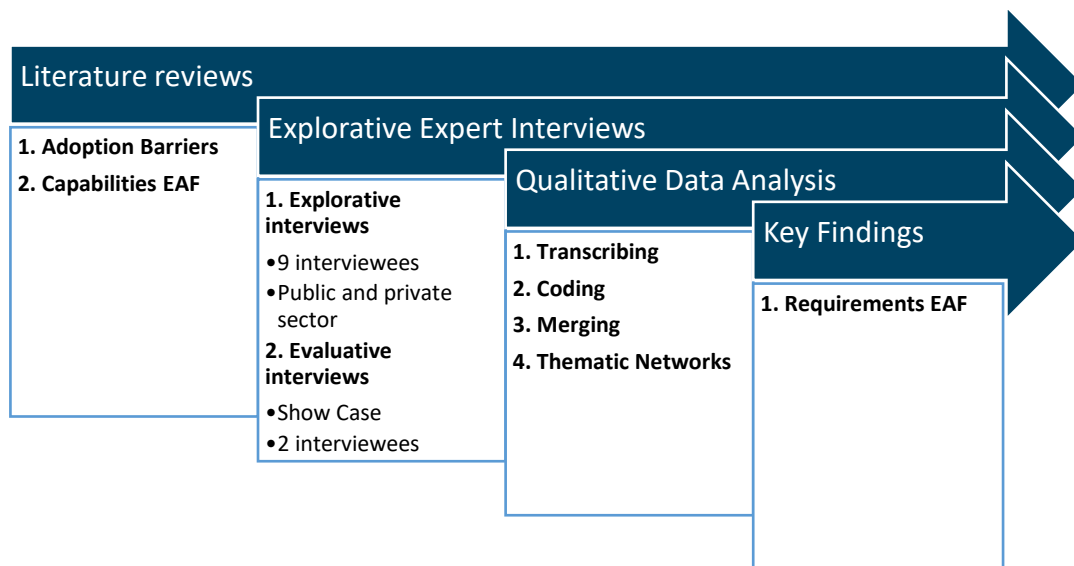 Literature reviews
1. Adoption Barriers
2. Capabilities EAF
Explorative Expert Interviews
1. Explorative
interviews
•9 interviewees
•Public and private
sector
2. Evaluative
interviews
•Show Case
•2 interviewees
Qualitative Data Analysis
1. Transcribing
2. Coding
3. Merging
4. Thematic Networks
Key Findings
1. Requirements EAF